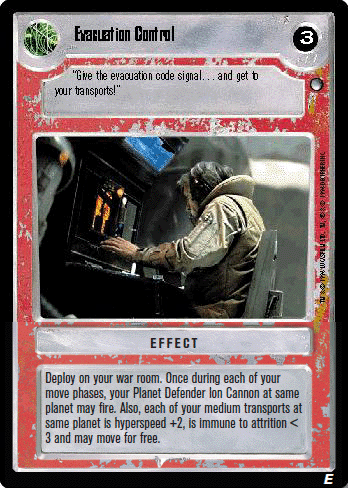 Evacuation Control
3
"Give the evacuation code signal... and get to
your transports!"
EFFECT
Deploy on your war room. Once during each of your
move phases, your Planet Defender Ion Cannon at same
planet may fire. Also, each of your medium transports at
same planet is hyperspeed +2, is immune to attrition <
3 and may move for free.
E